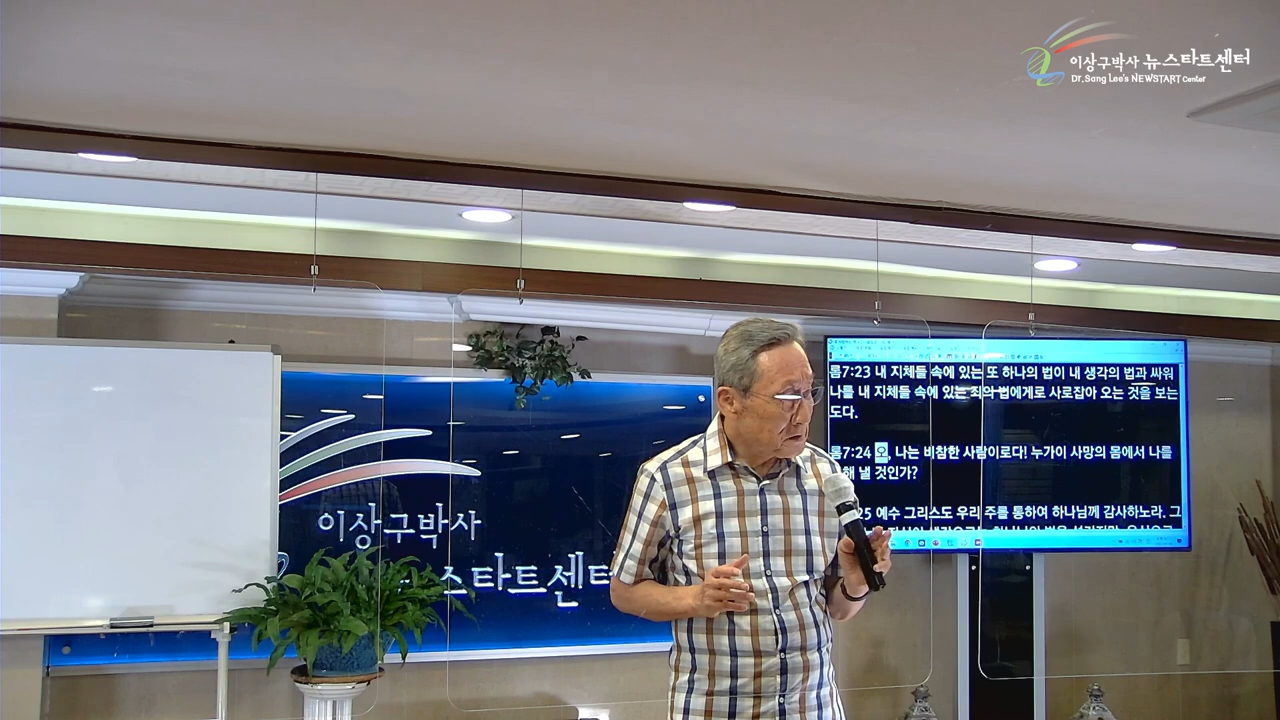 이상구박사 뉴스타트센터
Dr. Sang Lee's NEWSTART Center
롬7:23 내 지체들 속에 있는 또 하나의 법이 내 생각의 법과 싸워
나를 내 지체들 속에 있는 죄의 법에게로 사로잡아 오는 것을 보는
도다.
롬7:24 오, 나는 비참한 사람이로다! 누가이 사망의 몸에서 나를
해 낼 것인가?
25 예수 그리스도 우리 주를 통하여 하나님께 감사하노라. 그
이상구박사
스타트센터